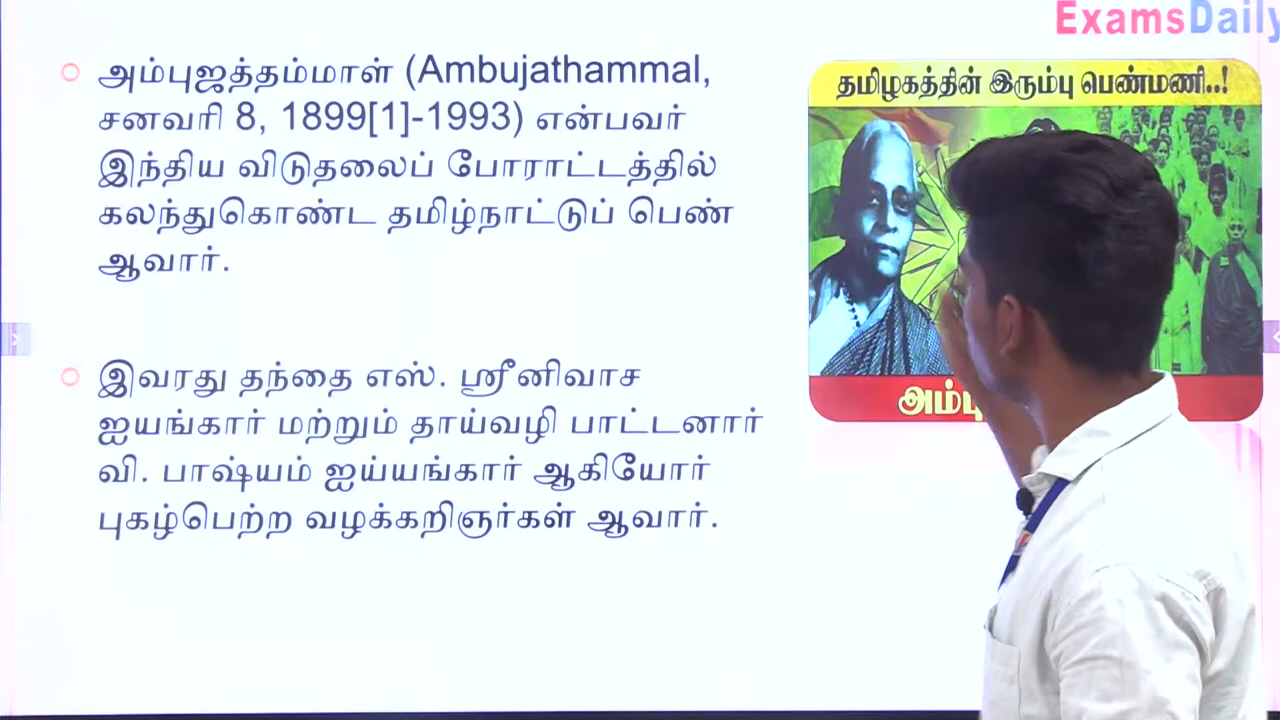 ExamsDaily
அம்புஜத்தம்மாள் (Ambujathammal,
சனவரி 8, 1899[1]-1993) என்பவர்
இந்திய விடுதலைப் போராட்டத்தில்
கலந்துகொண்ட தமிழ்நாட்டுப் பெண்
ஆவார்.
இவரது தந்தை எஸ். ஸ்ரீனிவாச
ஐயங்கார் மற்றும் தாய்வழி பாட்டனார்
வி. பாஷ்யம் ஐய்யங்கார் ஆகியோர்
புகழ்பெற்ற வழக்கறிஞர்கள் ஆவார்.
தமிழகத்தின் இரும்பு பெண்மணி..!